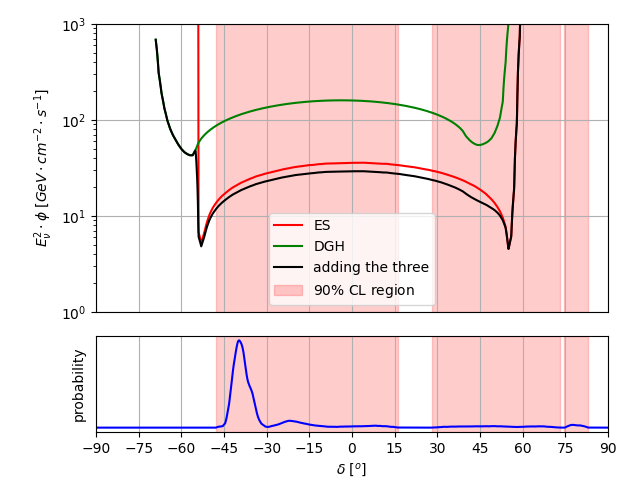 10³
10²
10¹
10⁰
E²ᵥ · ϕ [GeV · cm⁻² · s⁻¹]
ES
DGH
adding the three
90% CL region
probability
−90 −75 −60 −45 −30 −15 0 15 30 45 60 75 90
δ [°]